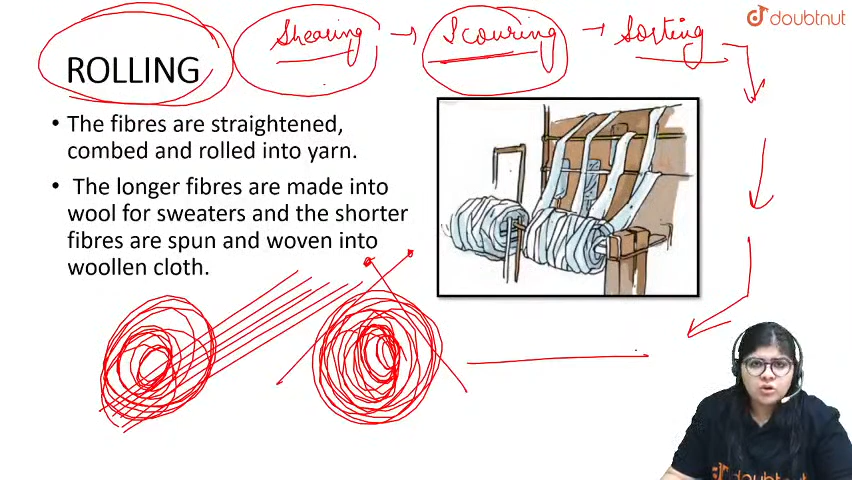 Shearing → Scouring → Sorting
doubtnut
ROLLING
• The fibres are straightened,
combed and rolled into yarn.
• The longer fibres are made into
wool for sweaters and the shorter
fibres are spun and woven into
woollen cloth.
doubtnut